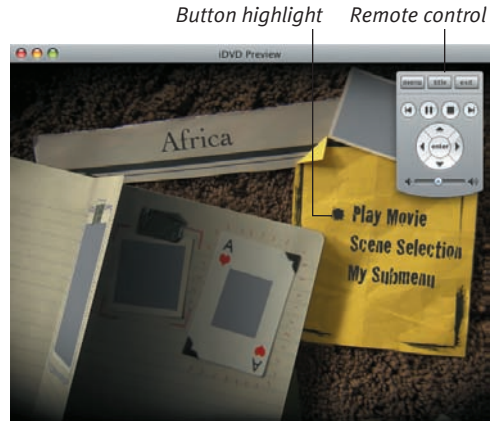 Button highlight Remote control
iDVD Preview
menu title exit
enter
Africa
Play Movie
Scene Selection
My Submenu
A
A